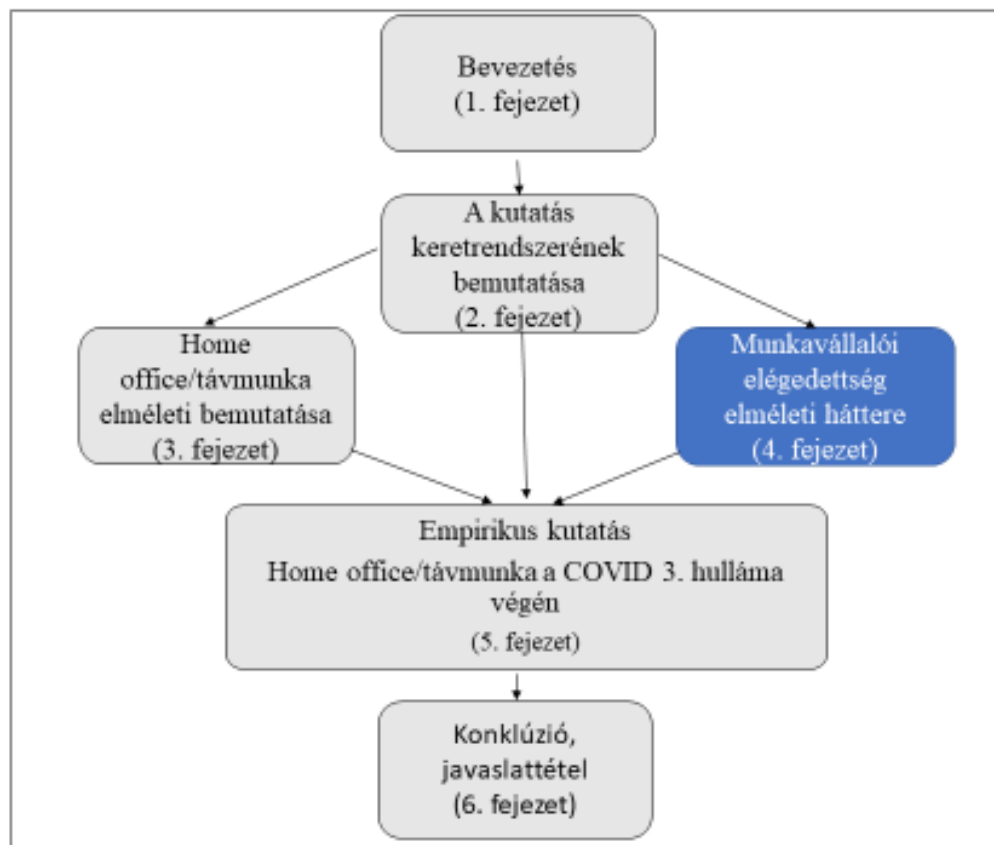 Bevezetés
(1. fejezet)
A kutatás
keretrendszerének
bemutatása
(2. fejezet)
Home
office/távmunka
elméleti bemutatása
(3. fejezet)
Munkavállalói
elégedettség
elméleti háttere
(4. fejezet)
Empirikus kutatás
Home office/távmunka a COVID 3. hulláma
végén
(5. fejezet)
Konklúzió,
javaslattétel
(6. fejezet)